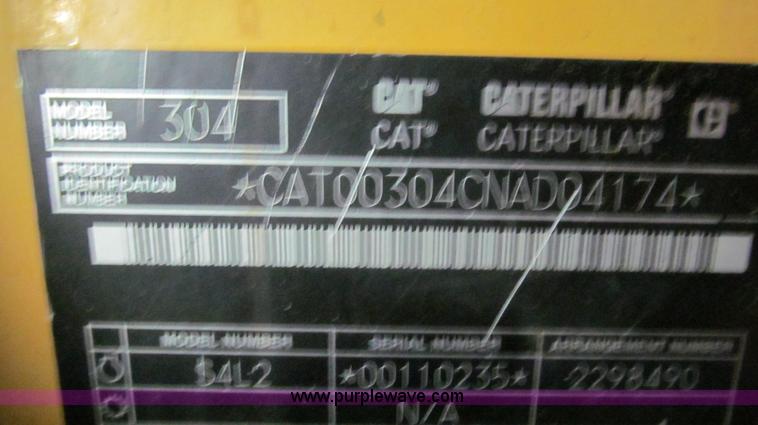 MODEL NUMBER 304
CAT® CATERPILLAR®
CAT® CATERPILLAR®
PRODUCT IDENTIFICATION NUMBER *CAT00304CNAD04174*
MODEL NUMBER SERIAL NUMBER ARRANGEMENT NUMBER
S4L2 *00110235* 2298490
www.purplewave.com
N/A